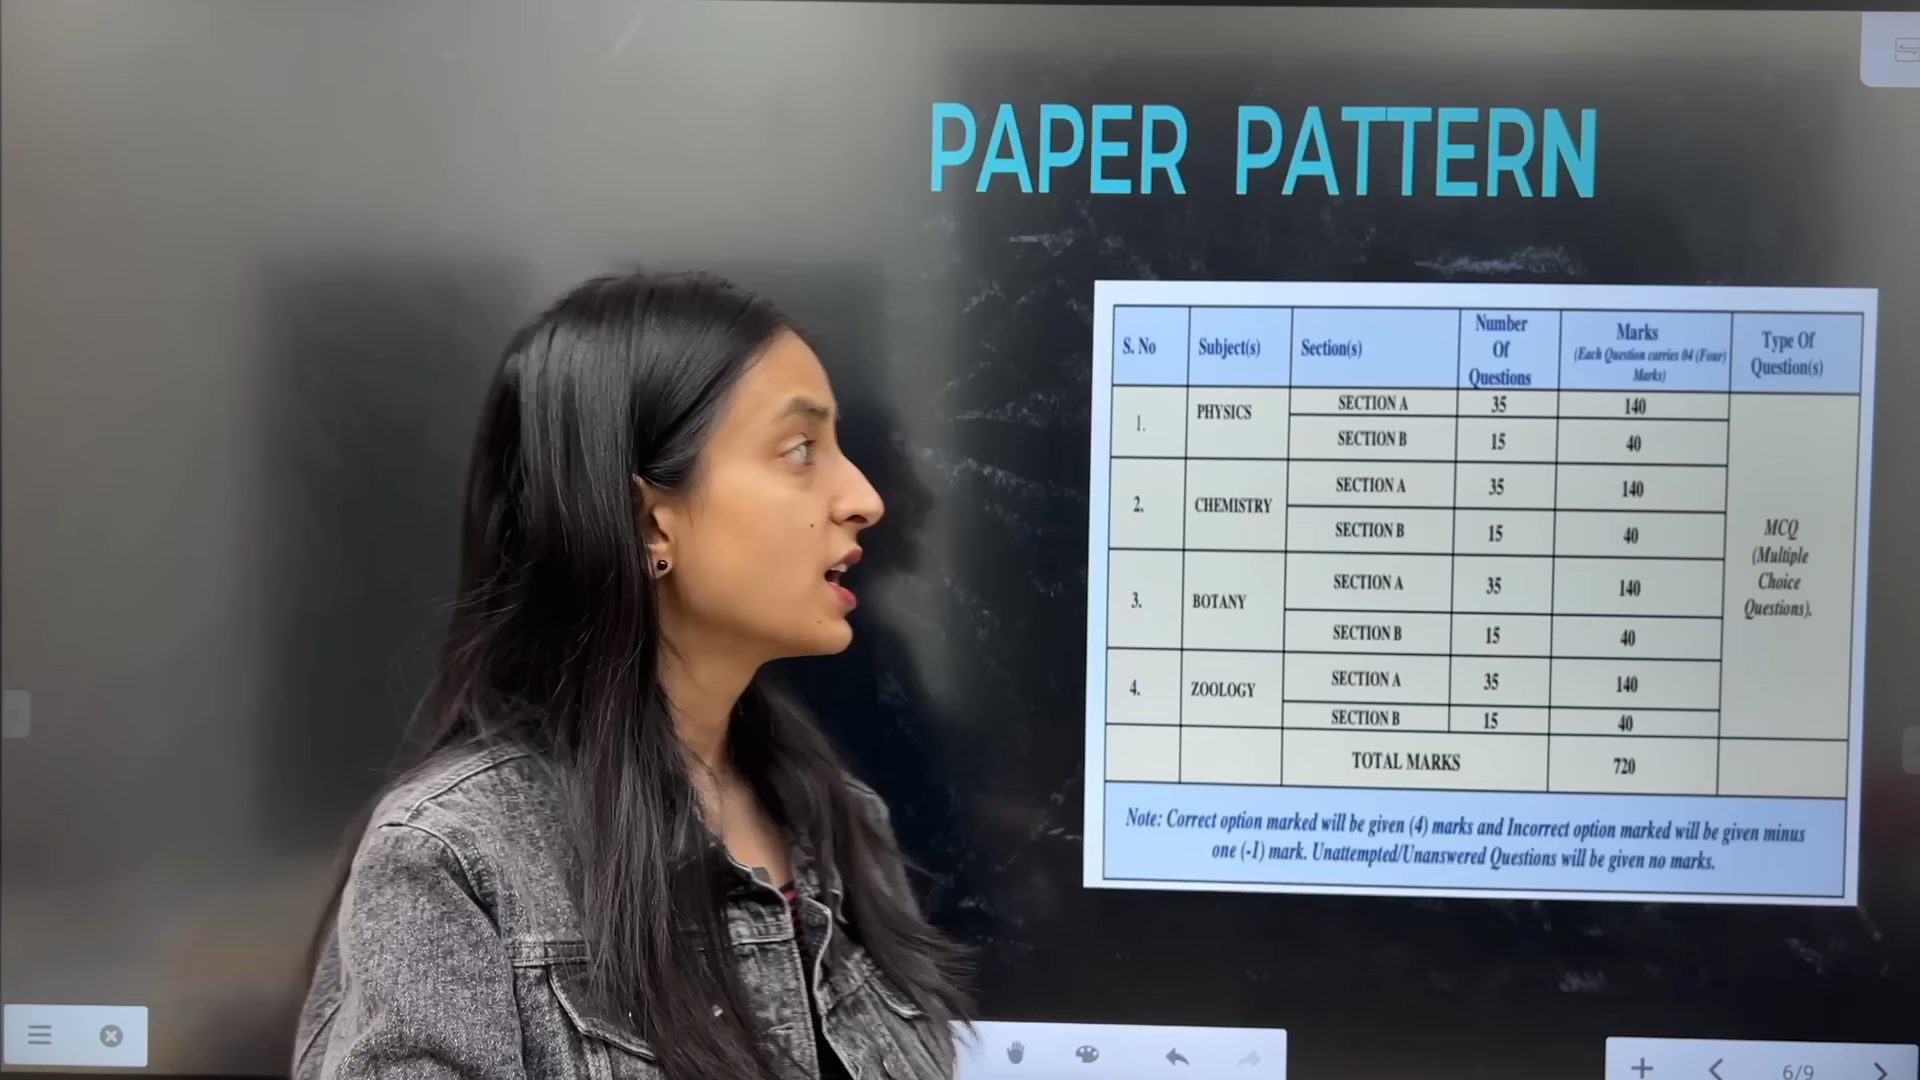 PAPER PATTERN
S. No
Subject(s)
Section(s)
Number
Of
Questions
Marks
(Each Question carries 04 (Four)
Marks)
Type Of
Question(s)
1.
PHYSICS
SECTION A
35
140
SECTION B
15
40
2.
CHEMISTRY
SECTION A
35
140
SECTION B
15
40
3.
BOTANY
SECTION A
35
140
SECTION B
15
40
4.
ZOOLOGY
SECTION A
35
140
SECTION B
15
40
MCQ
(Multiple
Choice
Questions).
TOTAL MARKS
720
Note: Correct option marked will be given (4) marks and Incorrect option marked will be given minus
one (-1) mark. Unattempted/Unanswered Questions will be given no marks.
6/9